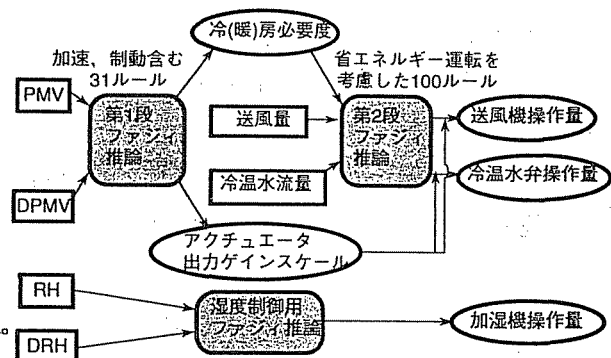 冷(暖)房必要度
加速、制動含む
31ルール
省エネルギー運転を
考慮した100ルール
PMV
第1段
ファジィ
推論
送風量
第2段
ファジィ
推論
送風機操作量
冷温水流量
冷温水弁操作量
DPMV
アクチュエータ
出力ゲインスケール
RH
湿度制御用
ファジィ推論
加湿機操作量
DRH